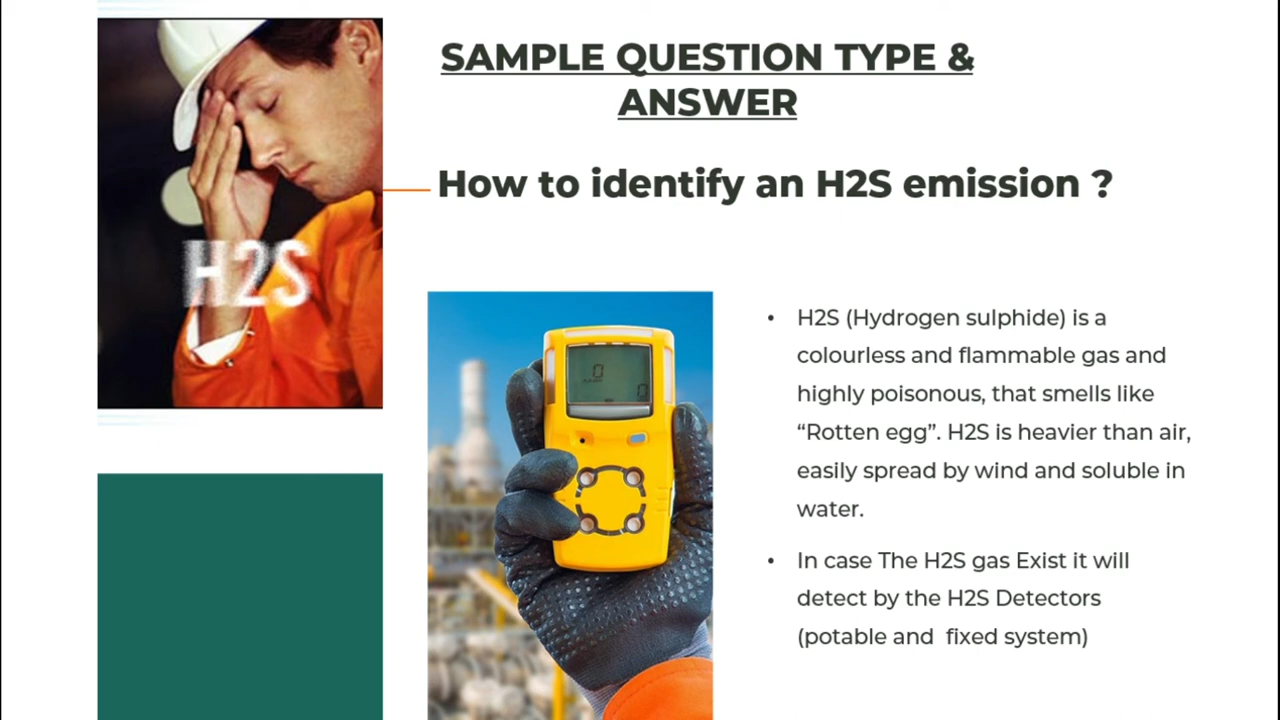 SAMPLE QUESTION TYPE &
ANSWER
How to identify an H2S emission ?
H2S
0
0
• H2S (Hydrogen sulphide) is a
colourless and flammable gas and
highly poisonous, that smells like
“Rotten egg”. H2S is heavier than air,
easily spread by wind and soluble in
water.
• In case The H2S gas Exist it will
detect by the H2S Detectors
(potable and fixed system)